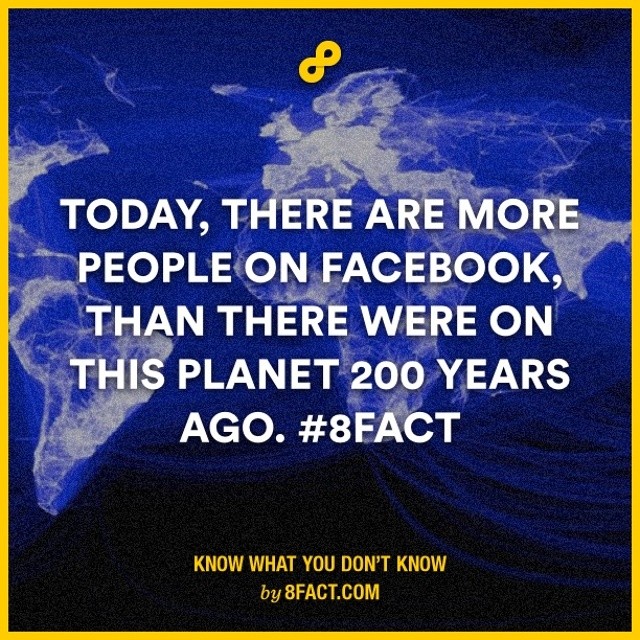 TODAY, THERE ARE MORE
PEOPLE ON FACEBOOK,
THAN THERE WERE ON
THIS PLANET 200 YEARS
AGO. #8FACT
KNOW WHAT YOU DON'T KNOW
by 8FACT.COM